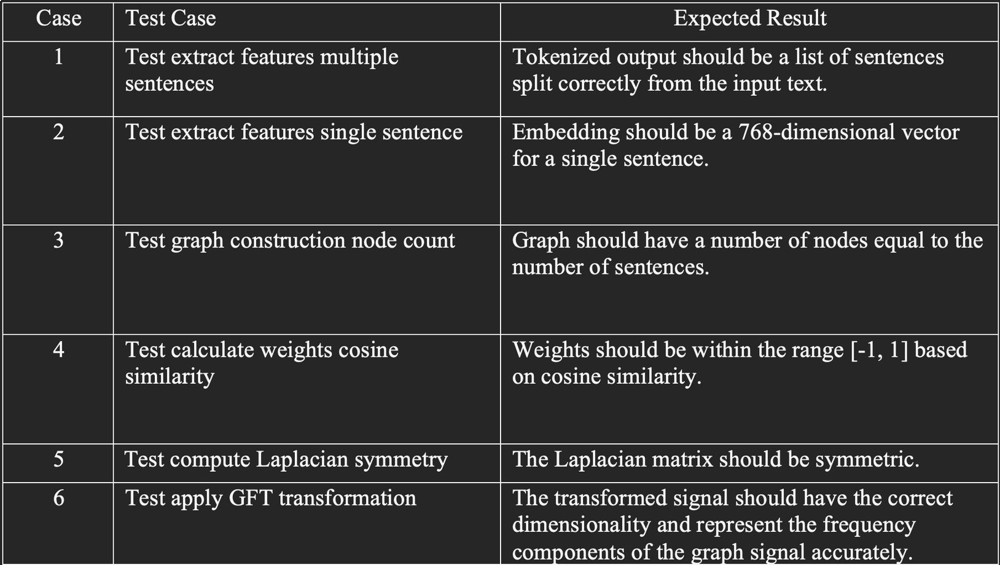 Case Test Case Expected Result
1 Test extract features multiple Tokenized output should be a list of sentences
sentences split correctly from the input text.
2 Test extract features single sentence Embedding should be a 768-dimensional vector
for a single sentence.
3 Test graph construction node count Graph should have a number of nodes equal to the
number of sentences.
4 Test calculate weights cosine Weights should be within the range [-1, 1] based
similarity on cosine similarity.
5 Test compute Laplacian symmetry The Laplacian matrix should be symmetric.
6 Test apply GFT transformation The transformed signal should have the correct
dimensionality and represent the frequency
components of the graph signal accurately.